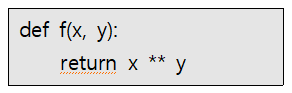 def f(x, y):
    return x ** y